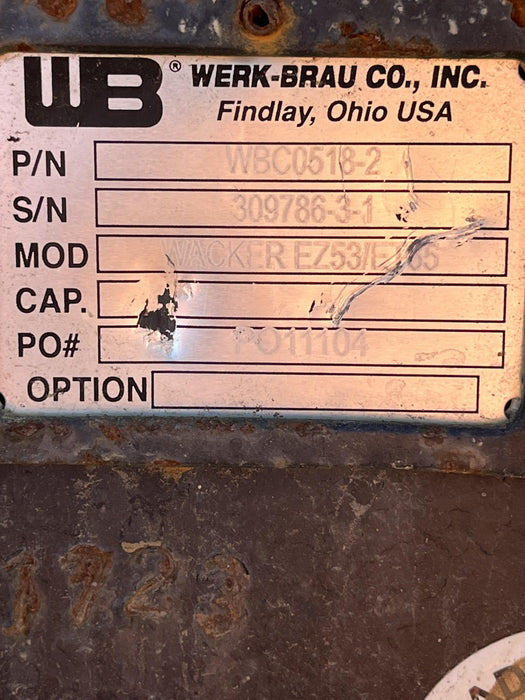 WB® WERK-BRAU CO., INC.
Findlay, Ohio USA
P/N WBC0518-2
S/N 309786-3-1
MOD WACKER EZ53/ET65
CAP.
PO# PO11104
OPTION
1723